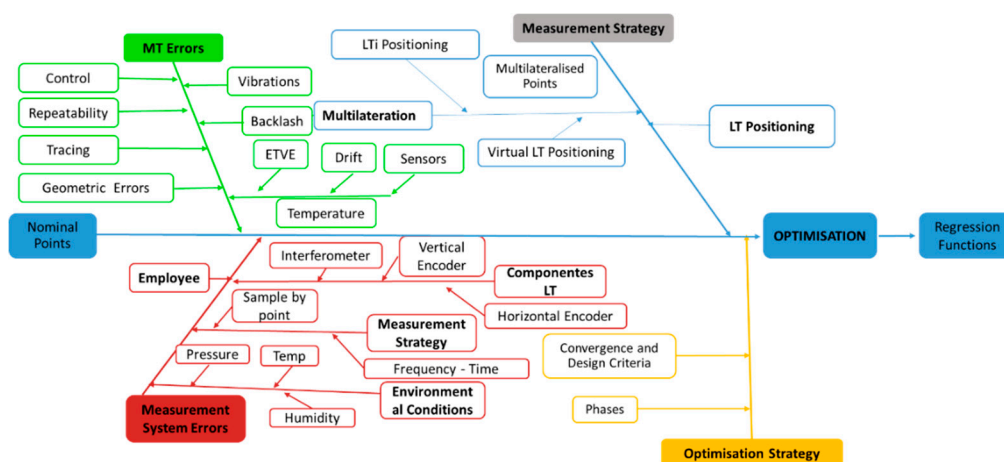 Measurement Strategy
MT Errors
LTi Positioning
Multilateralised
Points
Control
Vibrations
Repeatability
Backlash
Multilateration
LT Positioning
Tracing
ETVE
Drift
Sensors
Virtual LT Positioning
Geometric Errors
Temperature
Nominal
Points
OPTIMISATION
Regression
Functions
Interferometer
Vertical
Encoder
Employee
Componentes
LT
Sample by
point
Horizontal Encoder
Measurement
Strategy
Pressure
Temp
Frequency - Time
Convergence and
Design Criteria
Environment
al Conditions
Humidity
Phases
Measurement
System Errors
Optimisation Strategy